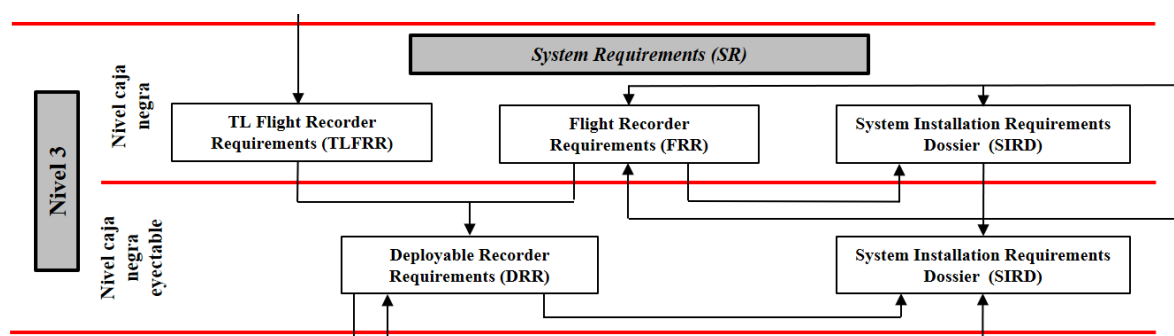 System Requirements (SR)
Nivel 3
Nivel caja
negra
TL Flight Recorder
Requirements (TLFRR)
Flight Recorder
Requirements (FRR)
System Installation Requirements
Dossier (SIRD)
Nivel caja
negra
eyectable
Deployable Recorder
Requirements (DRR)
System Installation Requirements
Dossier (SIRD)